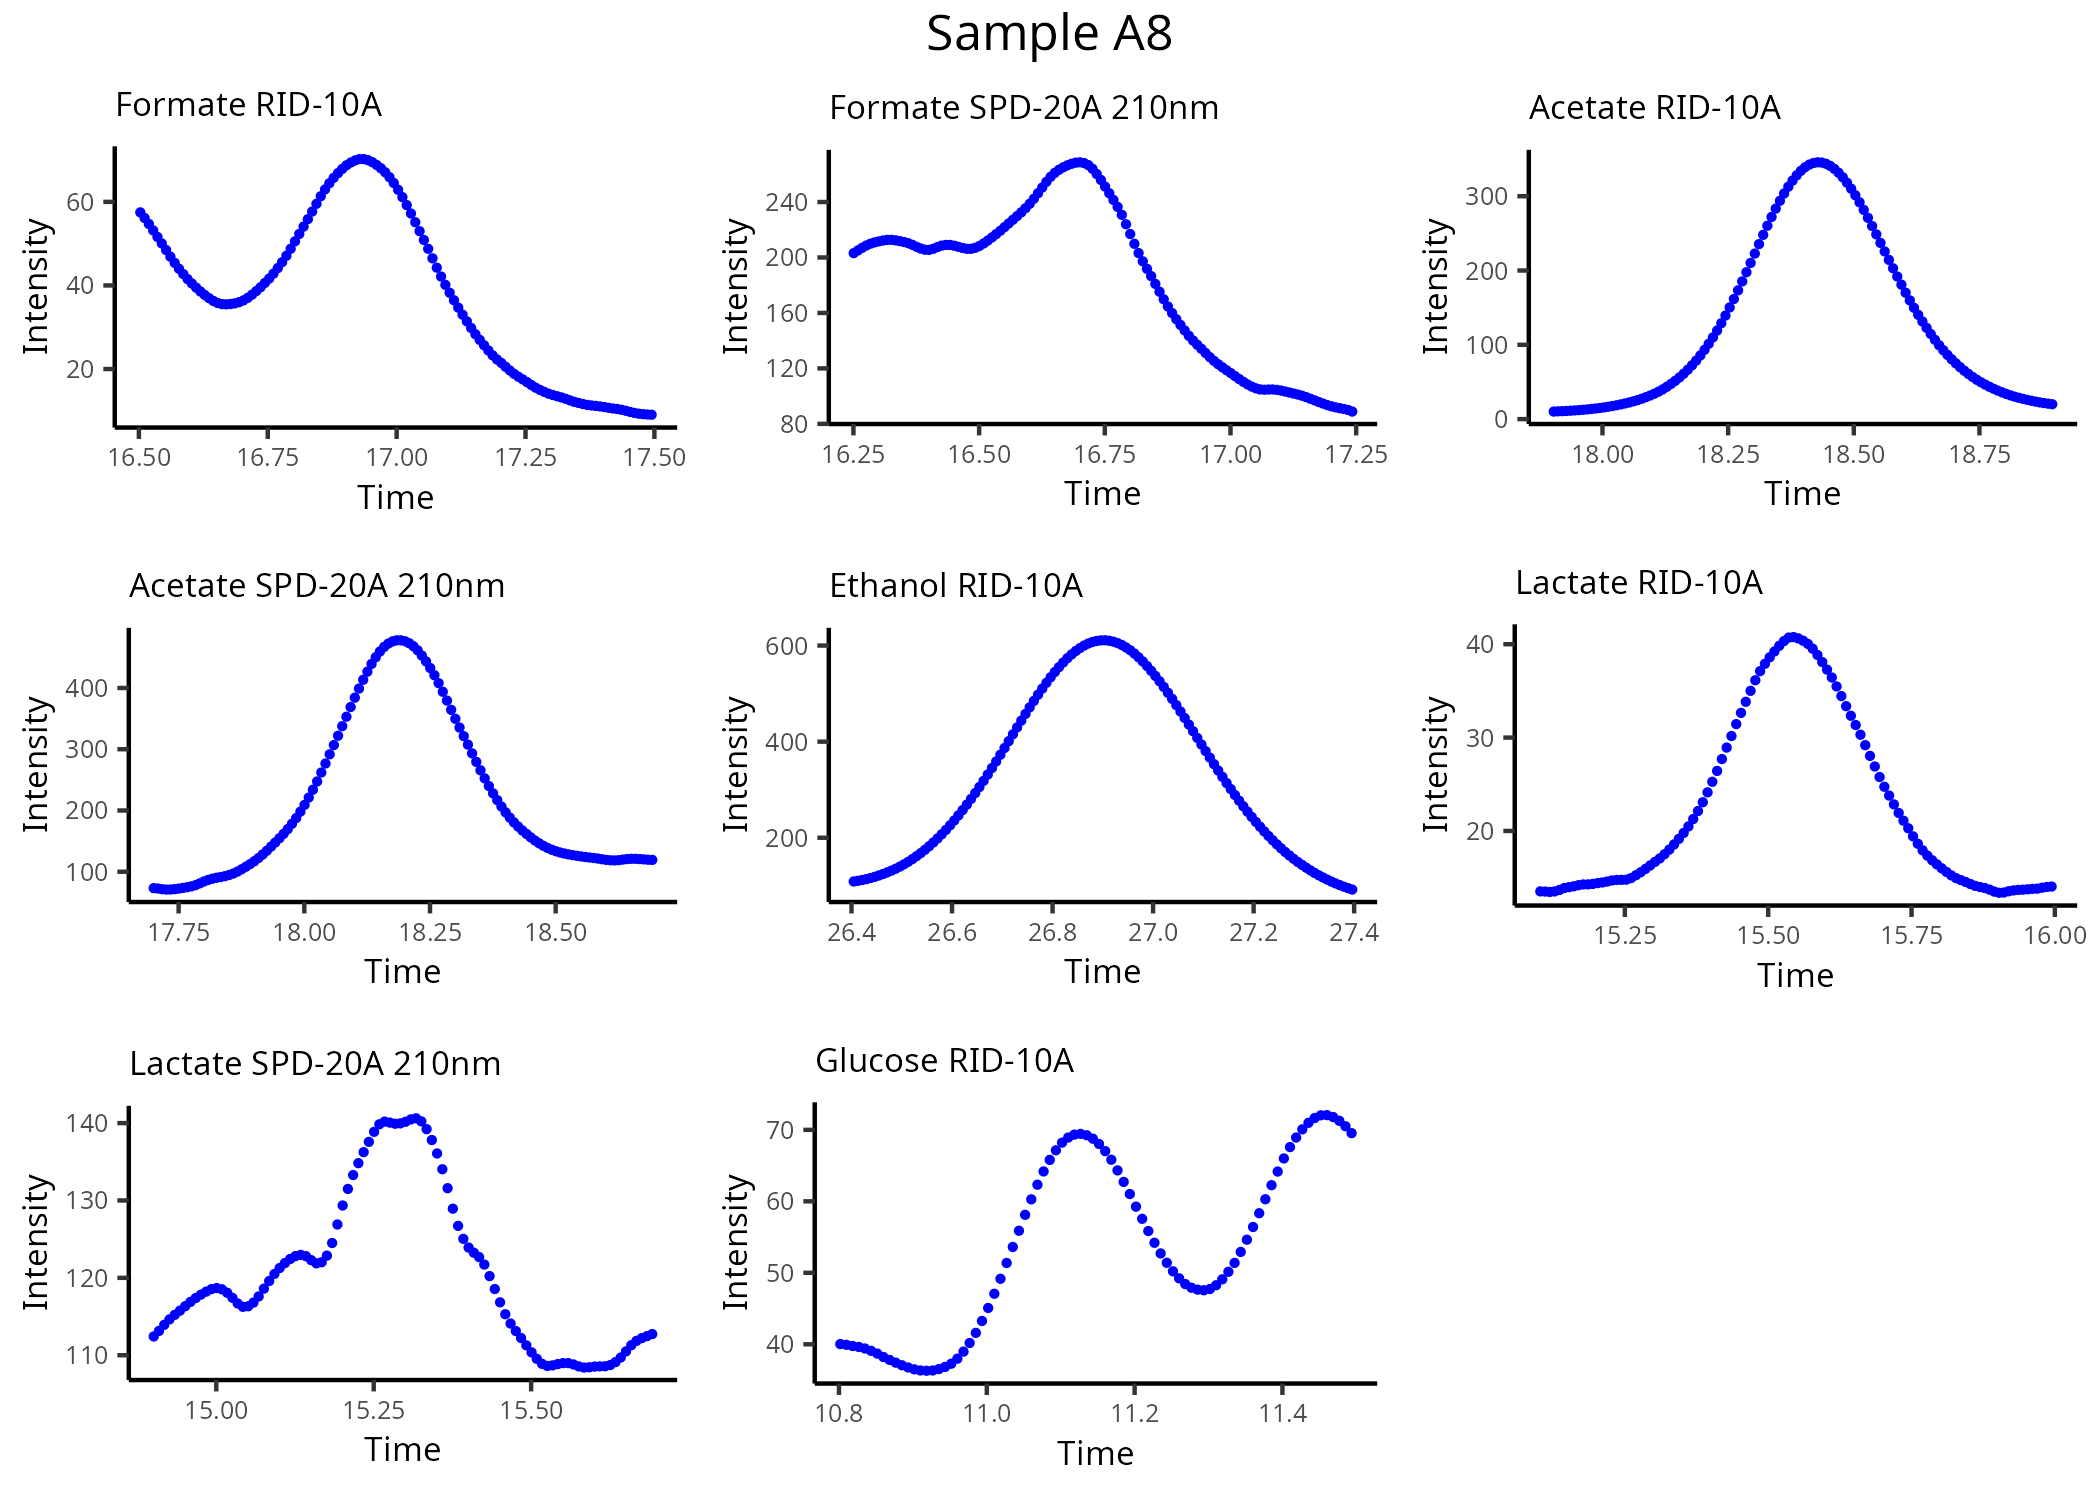 Sample A8
Formate RID-10A
Intensity
60
40
20
16.50 16.75 17.00 17.25 17.50
Time
Formate SPD-20A 210nm
Intensity
240
200
160
120
80
16.25 16.50 16.75 17.00 17.25
Time
Acetate RID-10A
Intensity
300
200
100
0
18.00 18.25 18.50 18.75
Time
Acetate SPD-20A 210nm
Intensity
400
300
200
100
17.75 18.00 18.25 18.50
Time
Ethanol RID-10A
Intensity
600
400
200
26.4 26.6 26.8 27.0 27.2 27.4
Time
Lactate RID-10A
Intensity
40
30
20
15.25 15.50 15.75 16.00
Time
Lactate SPD-20A 210nm
Intensity
140
130
120
110
15.00 15.25 15.50
Time
Glucose RID-10A
Intensity
70
60
50
40
10.8 11.0 11.2 11.4
Time